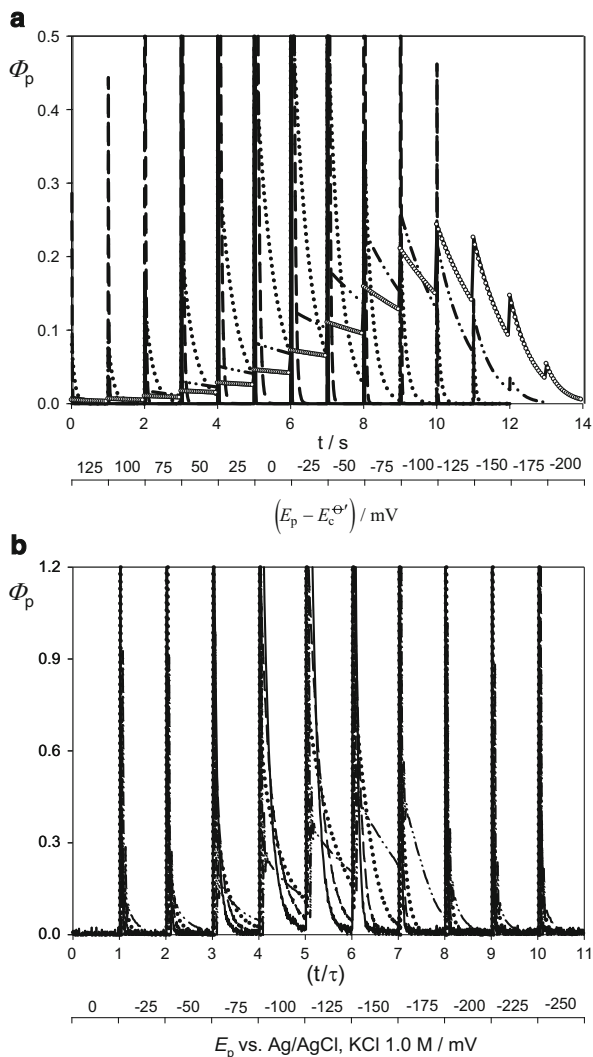 a
0.5
Φp
0.4
0.3
0.2
0.1
0.0
0 2 4 6 8 10 12 14
t / s
125 100 75 50 25 0 -25 -50 -75 -100 -125 -150 -175 -200
(Ep − Ec⊖′) / mV
b
1.2
Φp
0.9
0.6
0.3
0.0
0 1 2 3 4 5 6 7 8 9 10 11
(t/τ)
0 -25 -50 -75 -100 -125 -150 -175 -200 -225 -250
Ep vs. Ag/AgCl, KCl 1.0 M / mV